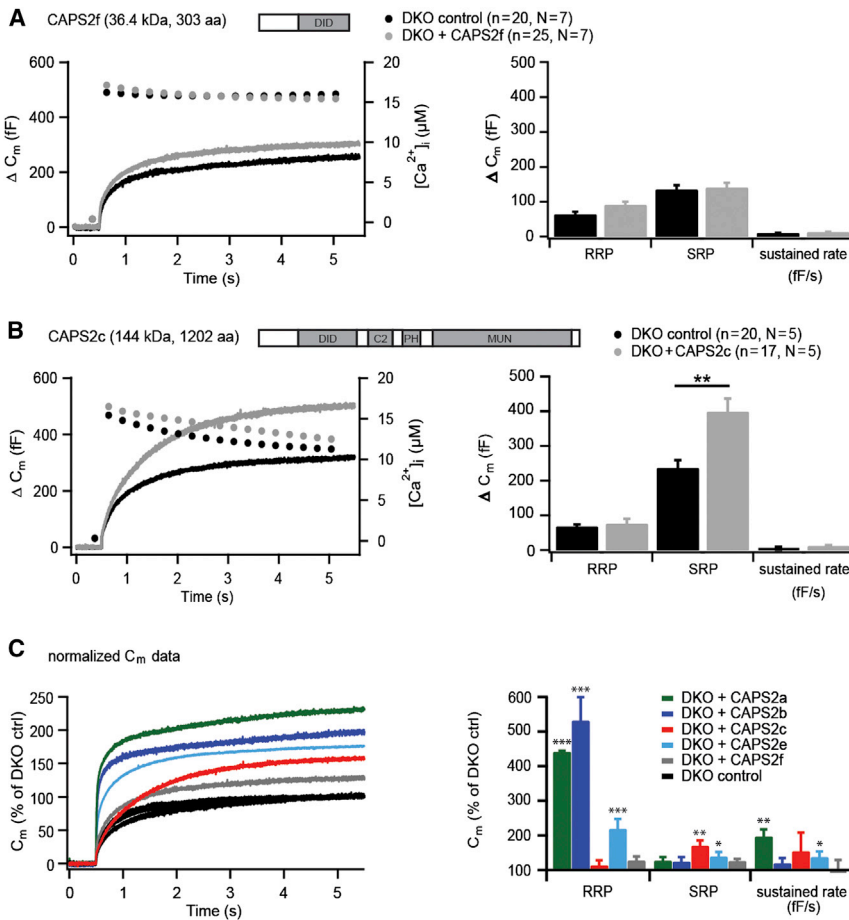 A
CAPS2f (36.4 kDa, 303 aa)
DID
DKO control (n=20, N=7)
DKO + CAPS2f (n=25, N=7)
600
400
200
0
Δ Cm (fF)
20
15
10
5
0
[Ca2+]i (µM)
1 2 3 4 5
0
Time (s)
500
400
300
200
100
0
Δ Cm (fF)
RRP SRP sustained rate
(fF/s)
B
CAPS2c (144 kDa, 1202 aa)
DID C2 PH MUN
DKO control (n=20, N=5)
DKO+CAPS2c (n=17, N=5)
600
400
200
0
Δ Cm (fF)
20
15
10
5
0
[Ca2+]i (µM)
0 1 2 3 4 5
Time (s)
500
400
300
200
100
0
Δ Cm (fF)
**
RRP SRP sustained rate
(fF/s)
C
normalized Cm data
250
200
150
100
50
0
Cm (% of DKO ctrl)
0 1 2 3 4 5
Time (s)
600
500
400
300
200
100
Cm (% of DKO ctrl)
*** *** *** ** * ** *
DKO + CAPS2a
DKO + CAPS2b
DKO + CAPS2c
DKO + CAPS2e
DKO + CAPS2f
DKO control
RRP SRP sustained rate
(fF/s)